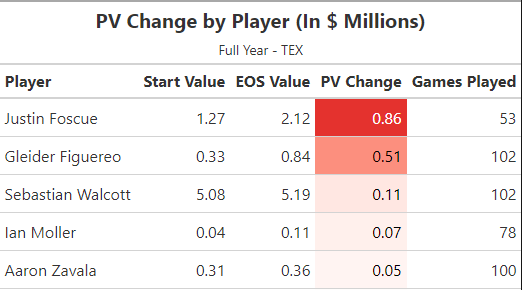 PV Change by Player (In $ Millions)
Full Year - TEX
Player Start Value EOS Value PV Change Games Played
Justin Foscue 1.27 2.12 0.86 53
Gleider Figuereo 0.33 0.84 0.51 102
Sebastian Walcott 5.08 5.19 0.11 102
Ian Moller 0.04 0.11 0.07 78
Aaron Zavala 0.31 0.36 0.05 100